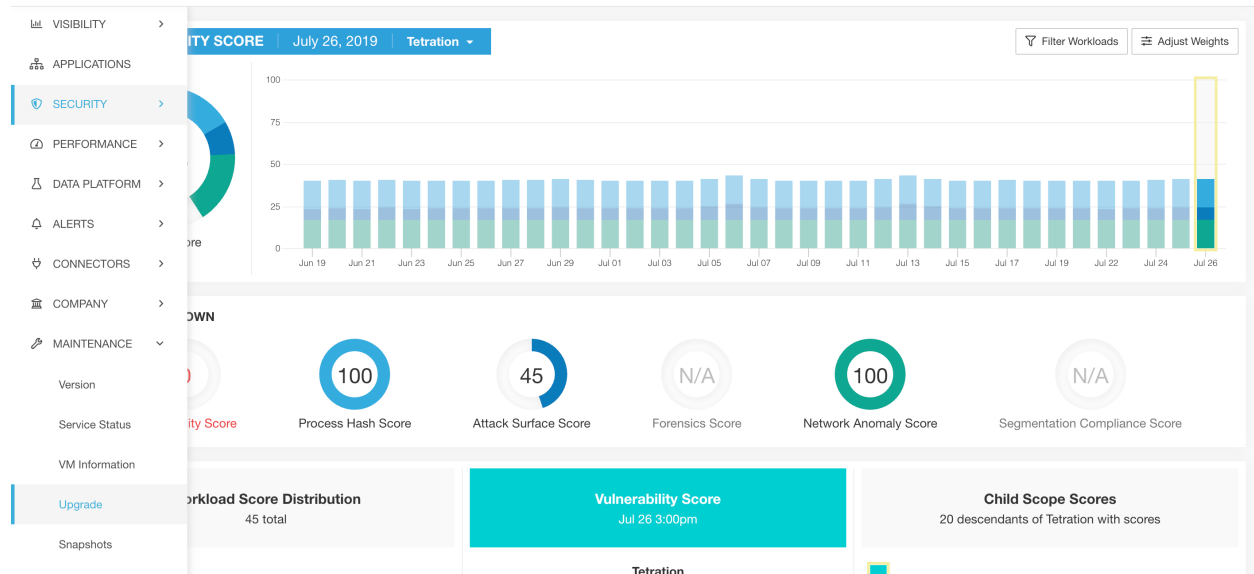 VISIBILITY
APPLICATIONS
SECURITY
PERFORMANCE
DATA PLATFORM
ALERTS
CONNECTORS
COMPANY
MAINTENANCE
Version
Service Status
VM Information
Upgrade
Snapshots
ITY SCORE July 26, 2019 Tetration
Filter Workloads Adjust Weights
100
75
50
25
0
Jun 19 Jun 21 Jun 23 Jun 25 Jun 27 Jun 29 Jul 01 Jul 03 Jul 05 Jul 07 Jul 09 Jul 11 Jul 13 Jul 15 Jul 17 Jul 19 Jul 22 Jul 24 Jul 26
ore
OWN
100 45 N/A 100 N/A
ity Score Process Hash Score Attack Surface Score Forensics Score Network Anomaly Score Segmentation Compliance Score
orkload Score Distribution
45 total
Vulnerability Score
Jul 26 3:00pm
Child Scope Scores
20 descendants of Tetration with scores
Tetration